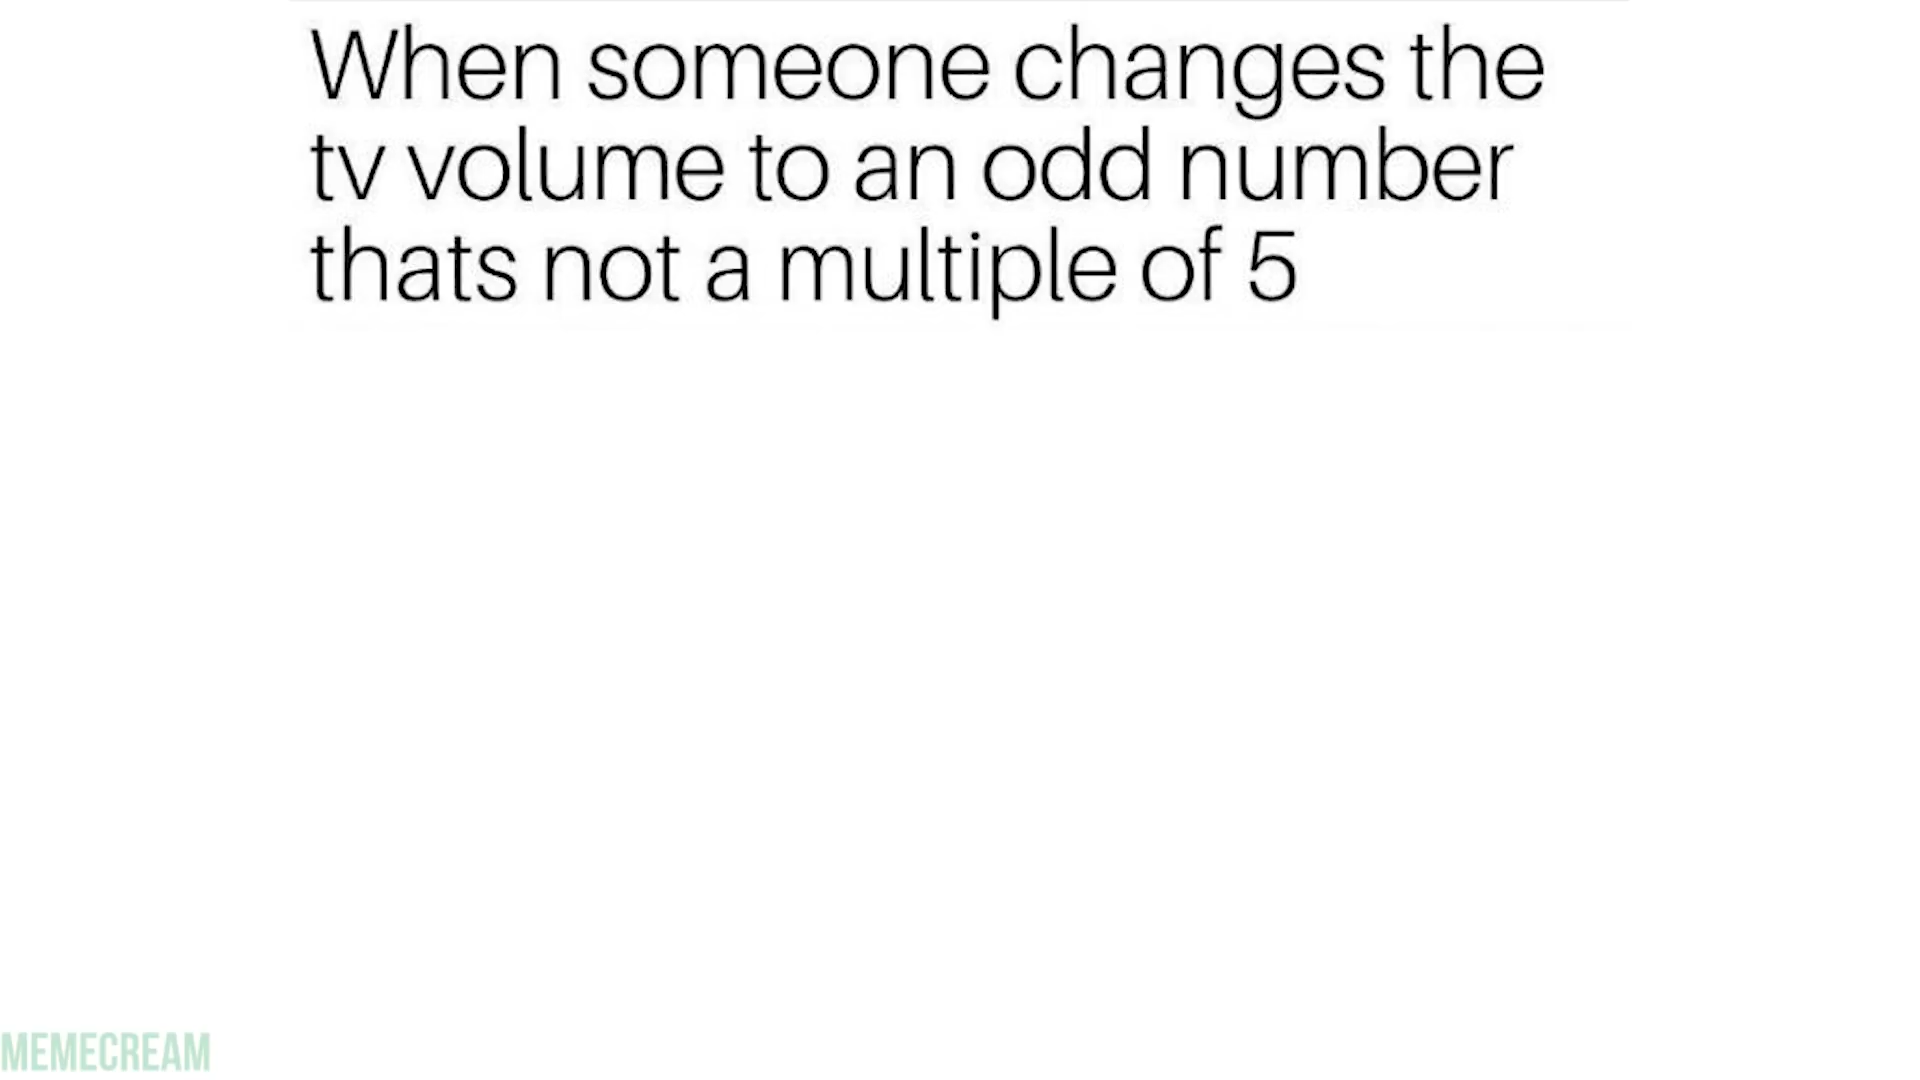 When someone changes the
tv volume to an odd number
thats not a multiple of 5
MEMECREAM